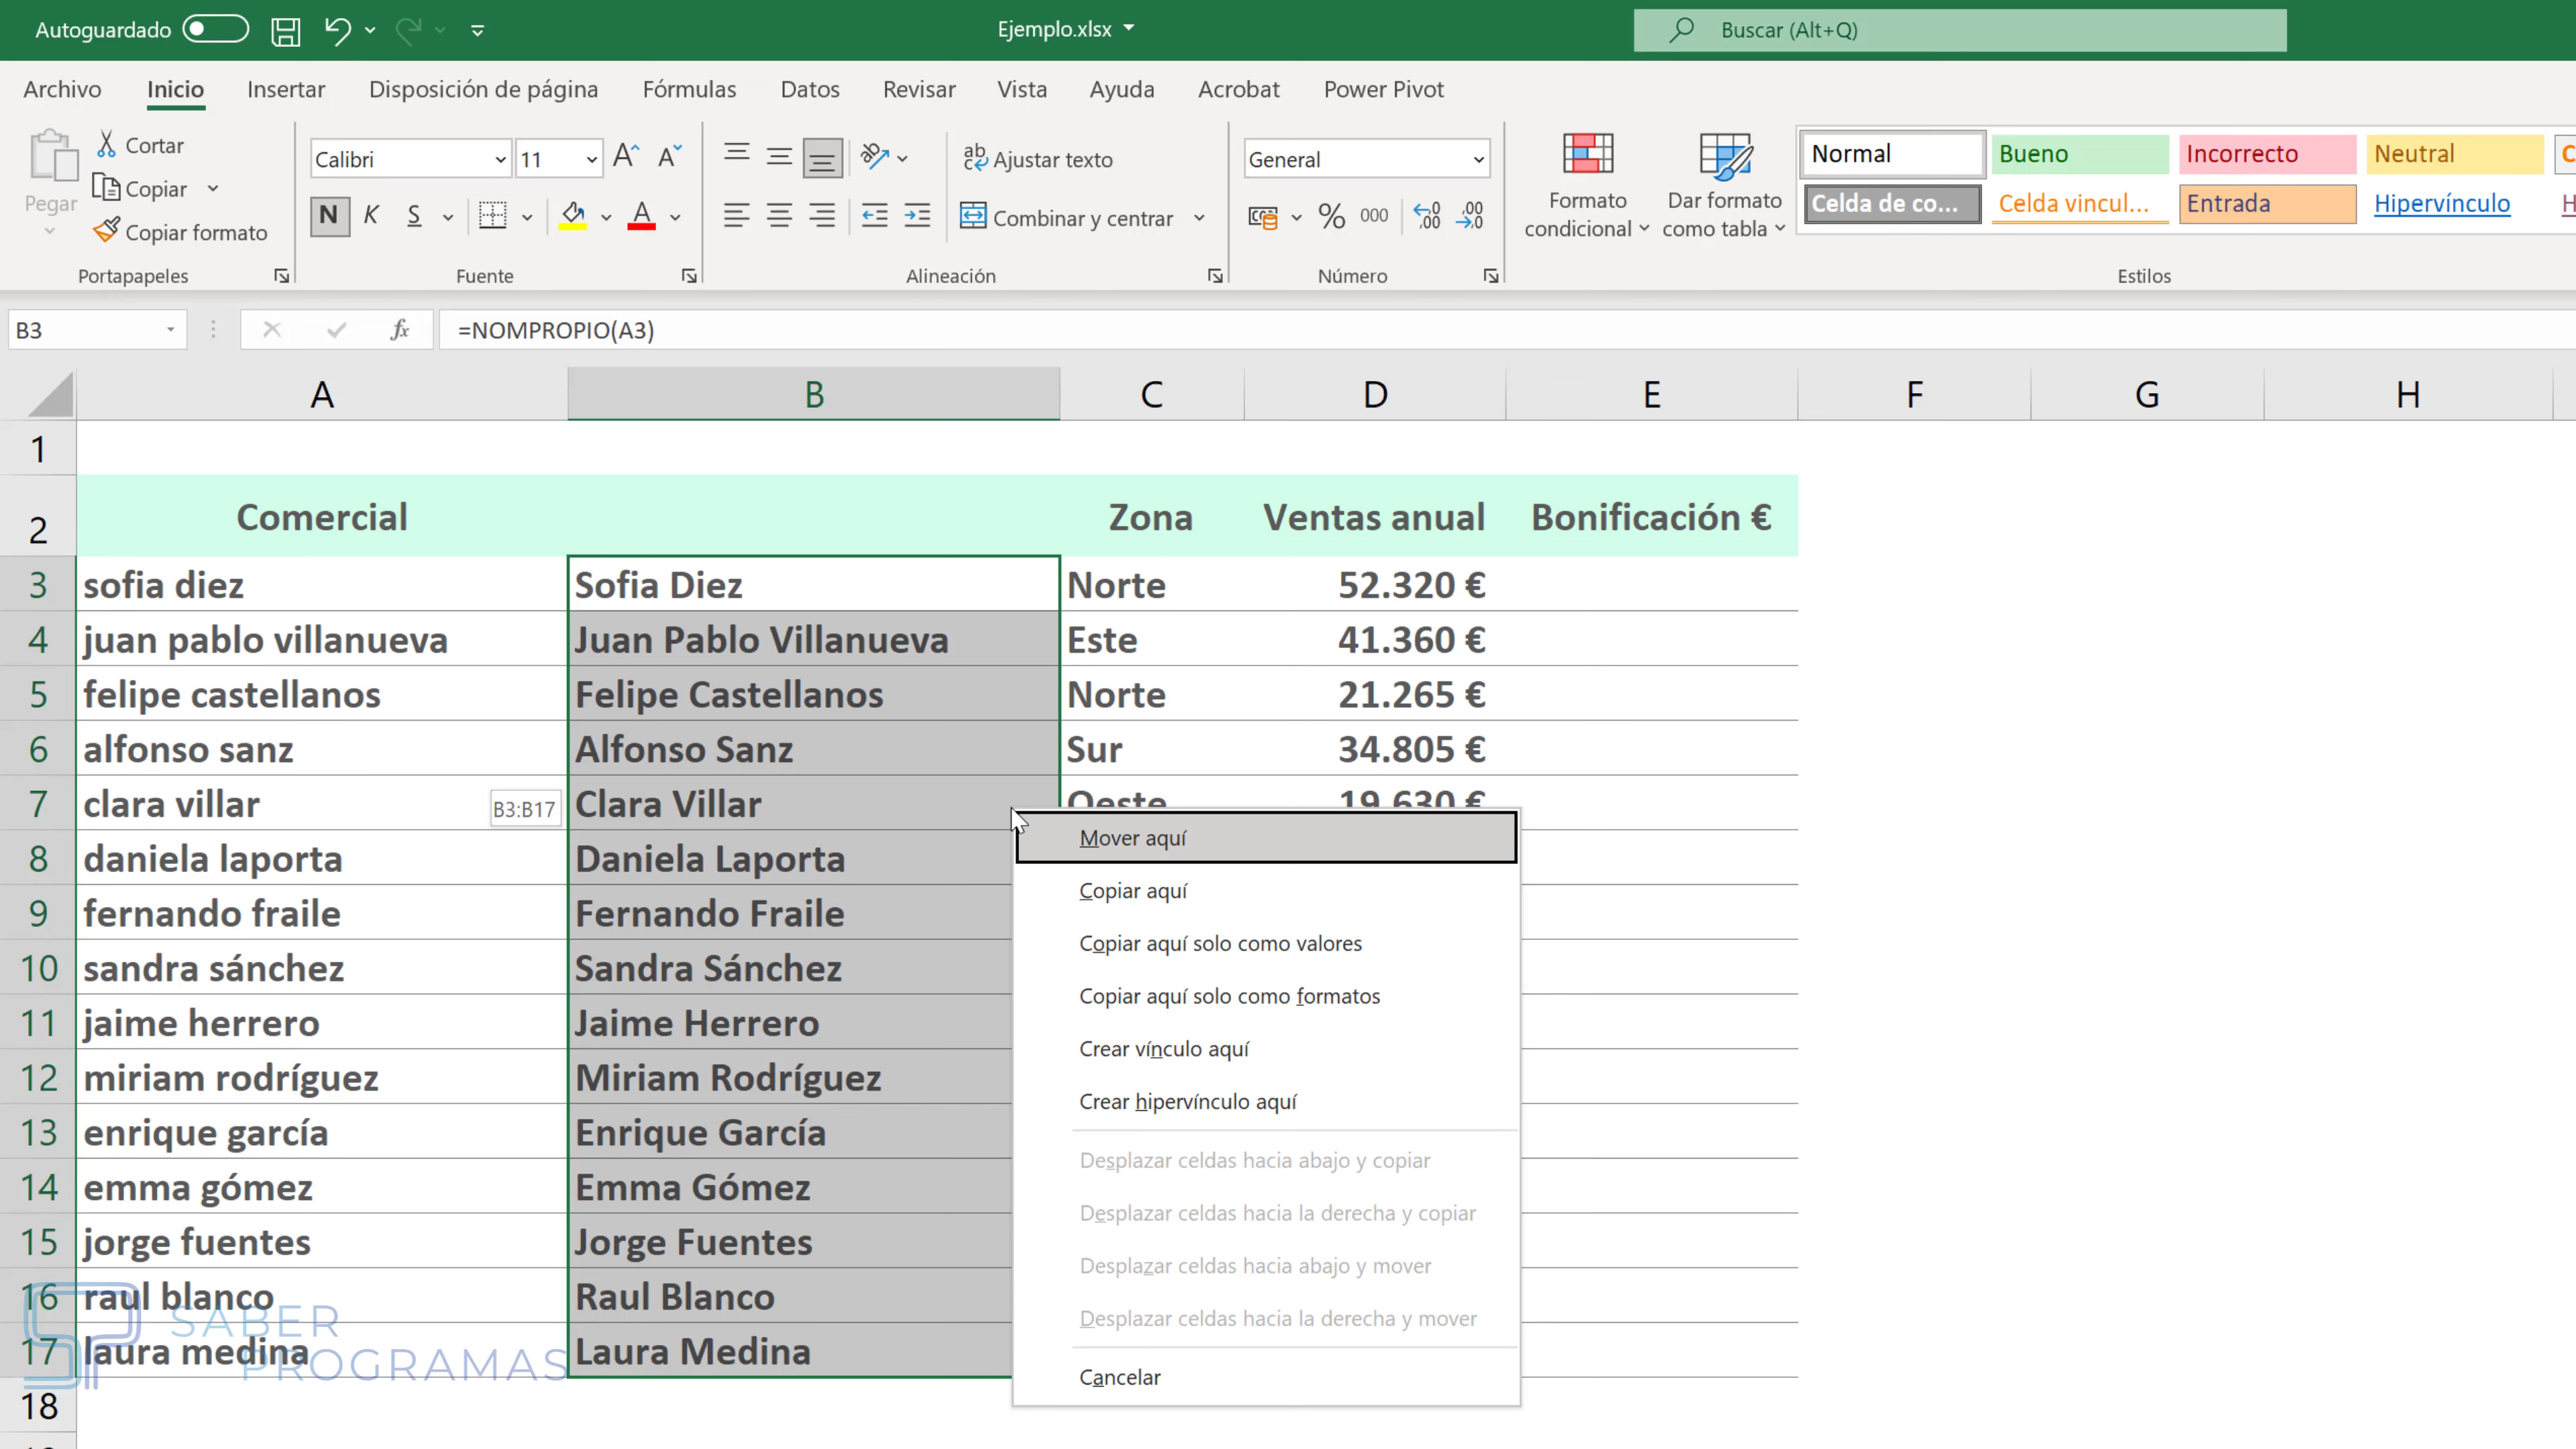 Autoguardado
Ejemplo.xlsx
Buscar (Alt+Q)
Archivo Inicio Insertar Disposición de página Fórmulas Datos Revisar Vista Ayuda Acrobat Power Pivot
Pegar
Cortar
Copiar
Copiar formato
Portapapeles
Calibri 11
N K S
Fuente
Ajustar texto
Combinar y centrar
Alineación
General
% 000
Número
Formato condicional
Dar formato como tabla
Normal Bueno Incorrecto Neutral
Celda de co... Celda vincul... Entrada Hipervínculo
Estilos
B3 fx =NOMPROPIO(A3)
A B C D E F G H
1
2 Comercial Zona Ventas anual Bonificación €
3 sofia diez Sofia Diez Norte 52.320 €
4 juan pablo villanueva Juan Pablo Villanueva Este 41.360 €
5 felipe castellanos Felipe Castellanos Norte 21.265 €
6 alfonso sanz Alfonso Sanz Sur 34.805 €
7 clara villar B3:B17 Clara Villar Oeste 19.630 €
8 daniela laporta Daniela Laporta
9 fernando fraile Fernando Fraile
10 sandra sánchez Sandra Sánchez
11 jaime herrero Jaime Herrero
12 miriam rodríguez Miriam Rodríguez
13 enrique garcía Enrique García
14 emma gómez Emma Gómez
15 jorge fuentes Jorge Fuentes
16 raul blanco Raul Blanco
17 laura medina Laura Medina
18
Mover aquí
Copiar aquí
Copiar aquí solo como valores
Copiar aquí solo como formatos
Crear vínculo aquí
Crear hipervínculo aquí
Desplazar celdas hacia abajo y copiar
Desplazar celdas hacia la derecha y copiar
Desplazar celdas hacia abajo y mover
Desplazar celdas hacia la derecha y mover
Cancelar
SABER
PROGRAMAS